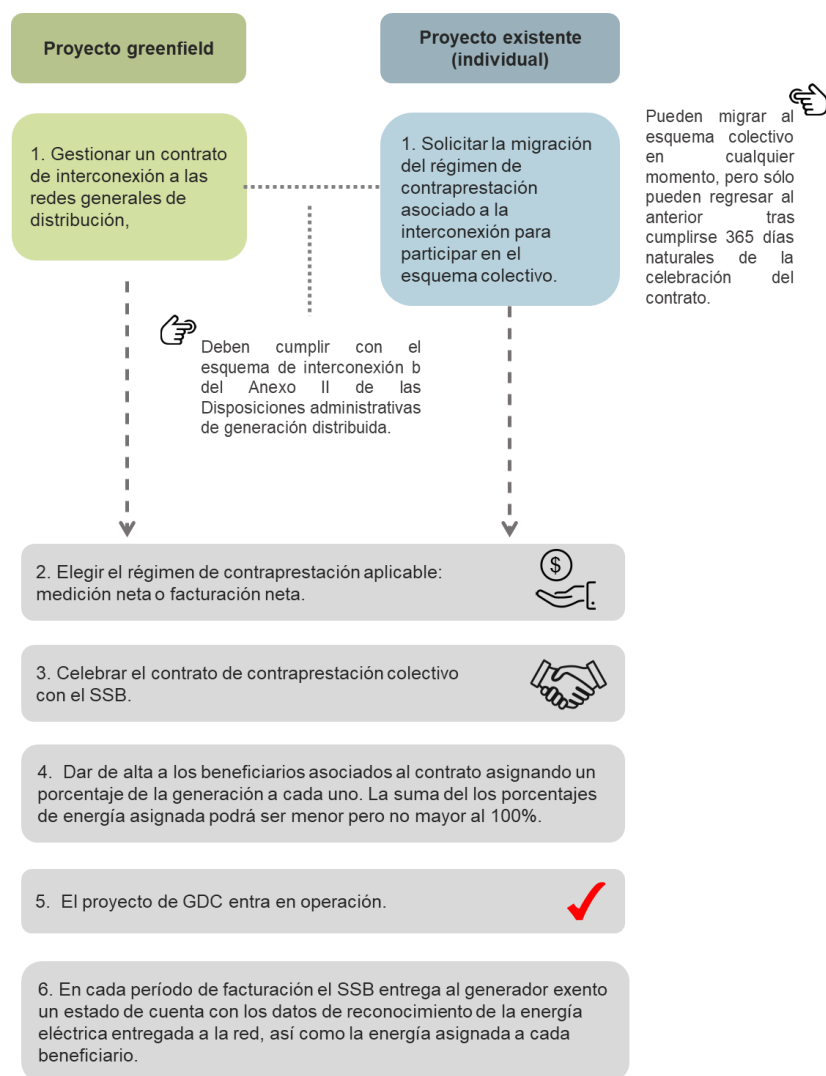 Proyecto greenfield
Proyecto existente
(individual)
1. Gestionar un contrato
de interconexión a las
redes generales de
distribución,
1. Solicitar la migración
del régimen de
contraprestación
asociado a la
interconexión para
participar en el
esquema colectivo.
Pueden migrar al
esquema colectivo
en cualquier
momento, pero sólo
pueden regresar al
anterior tras
cumplirse 365 días
naturales de la
celebración del
contrato.
Deben cumplir con el
esquema de interconexión b
del Anexo II de las
Disposiciones administrativas
de generación distribuida.
2. Elegir el régimen de contraprestación aplicable:
medición neta o facturación neta.
$
3. Celebrar el contrato de contraprestación colectivo
con el SSB.
4. Dar de alta a los beneficiarios asociados al contrato asignando un
porcentaje de la generación a cada uno. La suma del los porcentajes
de energía asignada podrá ser menor pero no mayor al 100%.
5. El proyecto de GDC entra en operación.
6. En cada período de facturación el SSB entrega al generador exento
un estado de cuenta con los datos de reconocimiento de la energía
eléctrica entregada a la red, así como la energía asignada a cada
beneficiario.